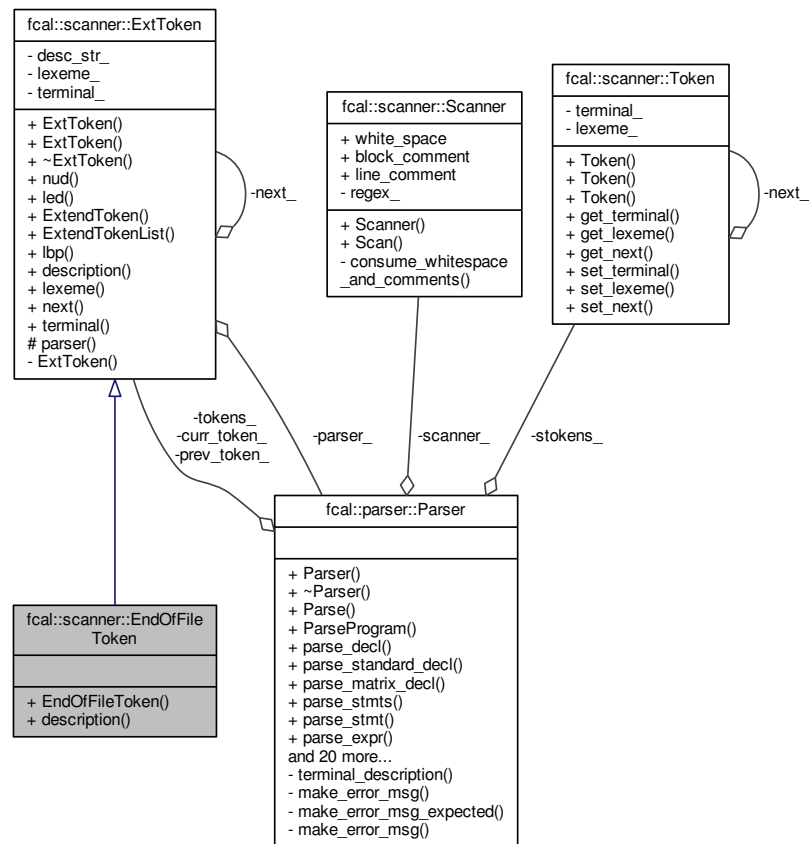 fcal::scanner::ExtToken
- desc_str_
- lexeme_
- terminal_
+ ExtToken()
+ ExtToken()
+ ~ExtToken()
+ nud()
+ led()
+ ExtendToken()
+ ExtendTokenList()
+ lbp()
+ description()
+ lexeme()
+ next()
+ terminal()
# parser()
- ExtToken()
-next_
fcal::scanner::Scanner
+ white_space
+ block_comment
+ line_comment
- regex_
+ Scanner()
+ Scan()
- consume_whitespace
_and_comments()
fcal::scanner::Token
- terminal_
- lexeme_
+ Token()
+ Token()
+ Token()
+ get_terminal()
+ get_lexeme()
+ get_next()
+ set_terminal()
+ set_lexeme()
+ set_next()
-next_
-tokens_
-curr_token_
-prev_token_
-parser_
-scanner_
-stokens_
fcal::parser::Parser
+ Parser()
+ ~Parser()
+ Parse()
+ ParseProgram()
+ parse_decl()
+ parse_standard_decl()
+ parse_matrix_decl()
+ parse_stmts()
+ parse_stmt()
+ parse_expr()
and 20 more...
- terminal_description()
- make_error_msg()
- make_error_msg_expected()
- make_error_msg()
fcal::scanner::EndOfFile
Token
+ EndOfFileToken()
+ description()